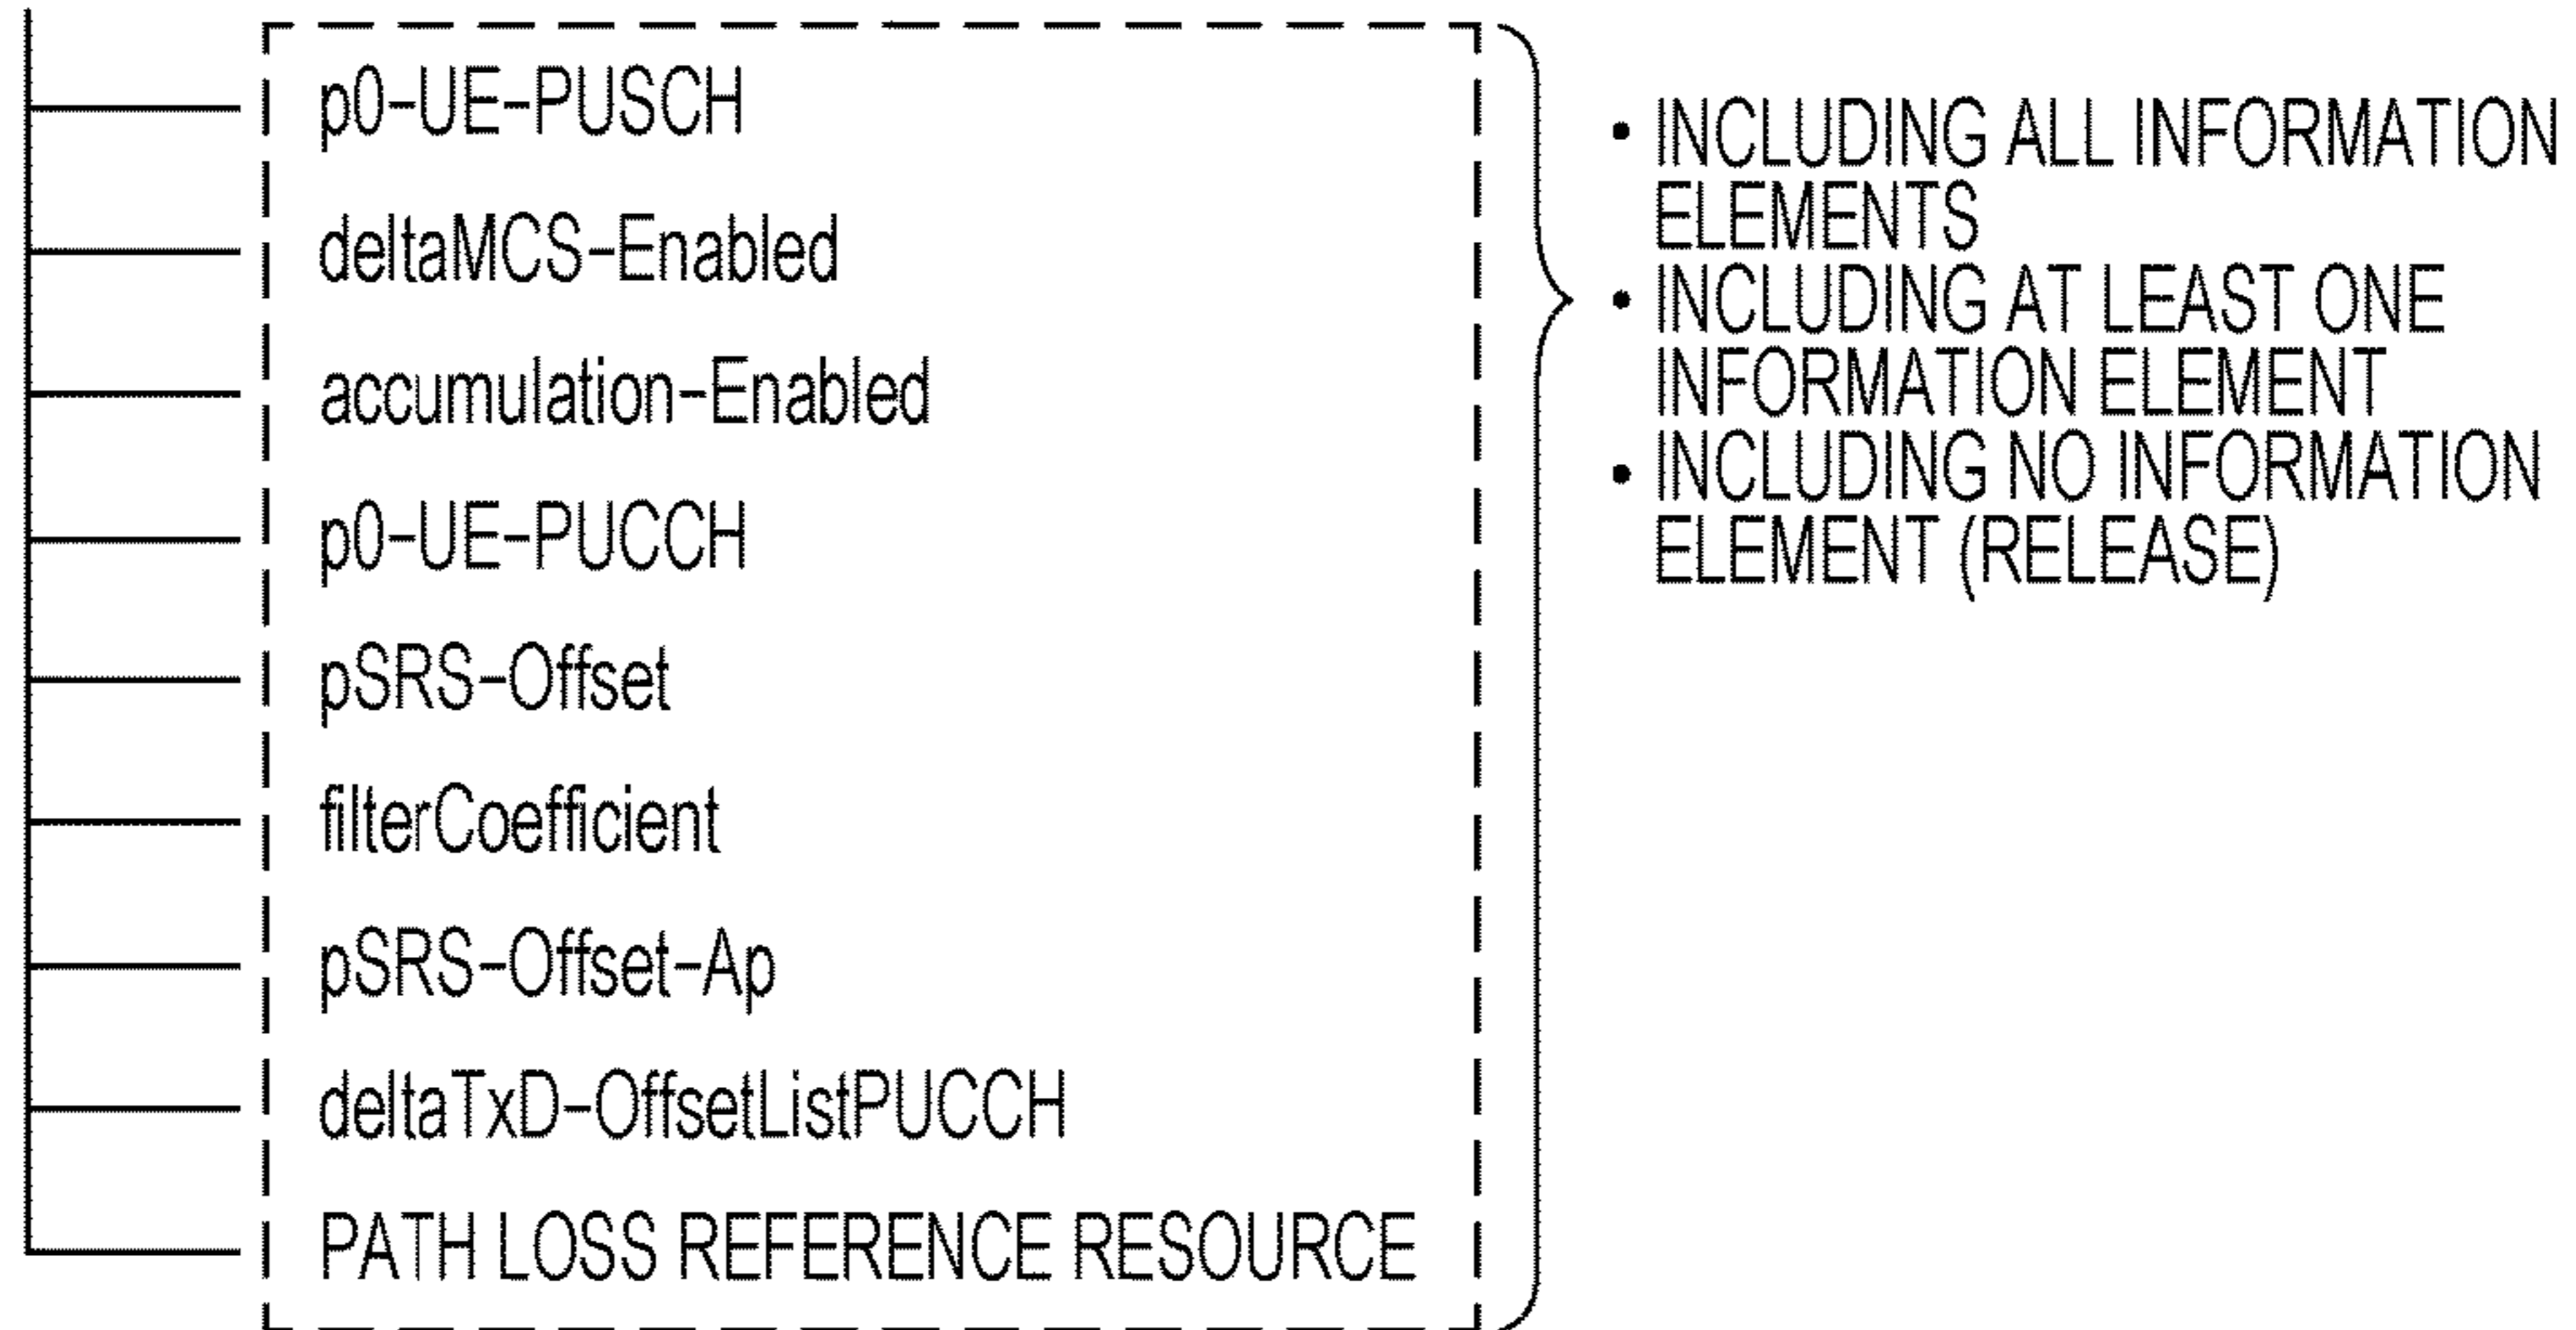 p0-UE-PUSCH
deltaMCS-Enabled
accumulation-Enabled
p0-UE-PUCCH
pSRS-Offset
filterCoefficient
pSRS-Offset-Ap
deltaTxD-OffsetListPUCCH
PATH LOSS REFERENCE RESOURCE
• INCLUDING ALL INFORMATION
ELEMENTS
• INCLUDING AT LEAST ONE
INFORMATION ELEMENT
• INCLUDING NO INFORMATION
ELEMENT (RELEASE)